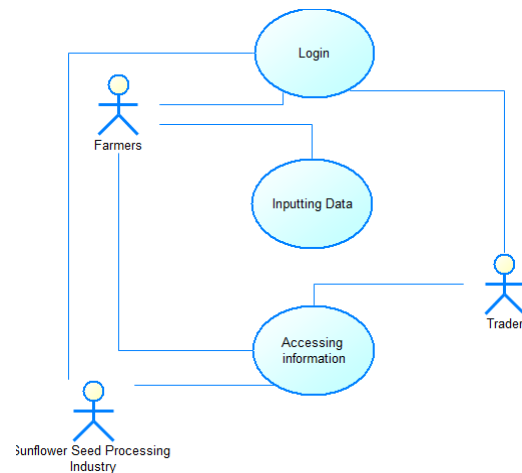 Login
Farmers
Inputting Data
Trader
Accessing
information
Sunflower Seed Processing
Industry